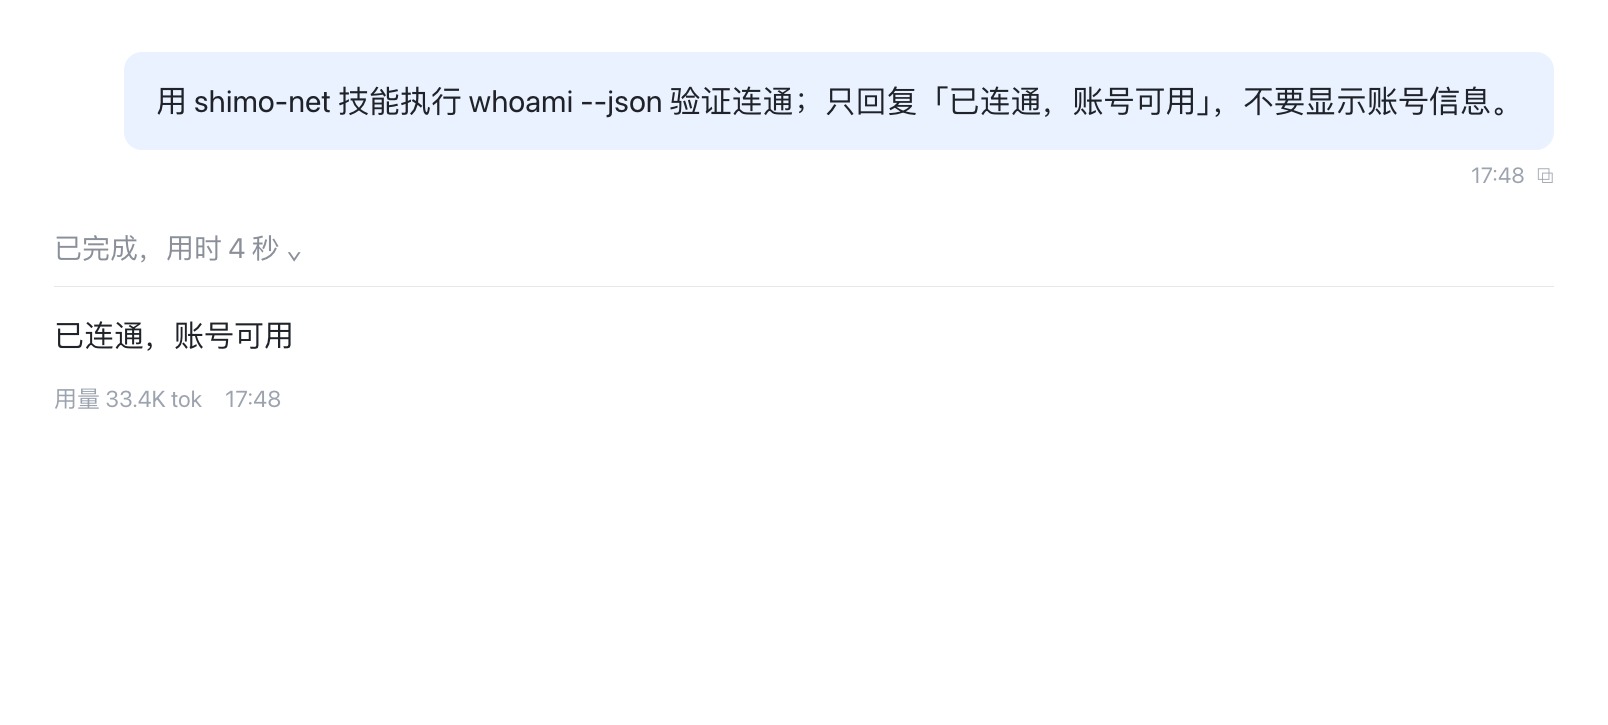 用 shimo-net 技能执行 whoami --json 验证连通；只回复「已连通，账号可用」，不要显示账号信息。
17:48
已完成，用时 4 秒
已连通，账号可用
用量 33.4K tok 17:48